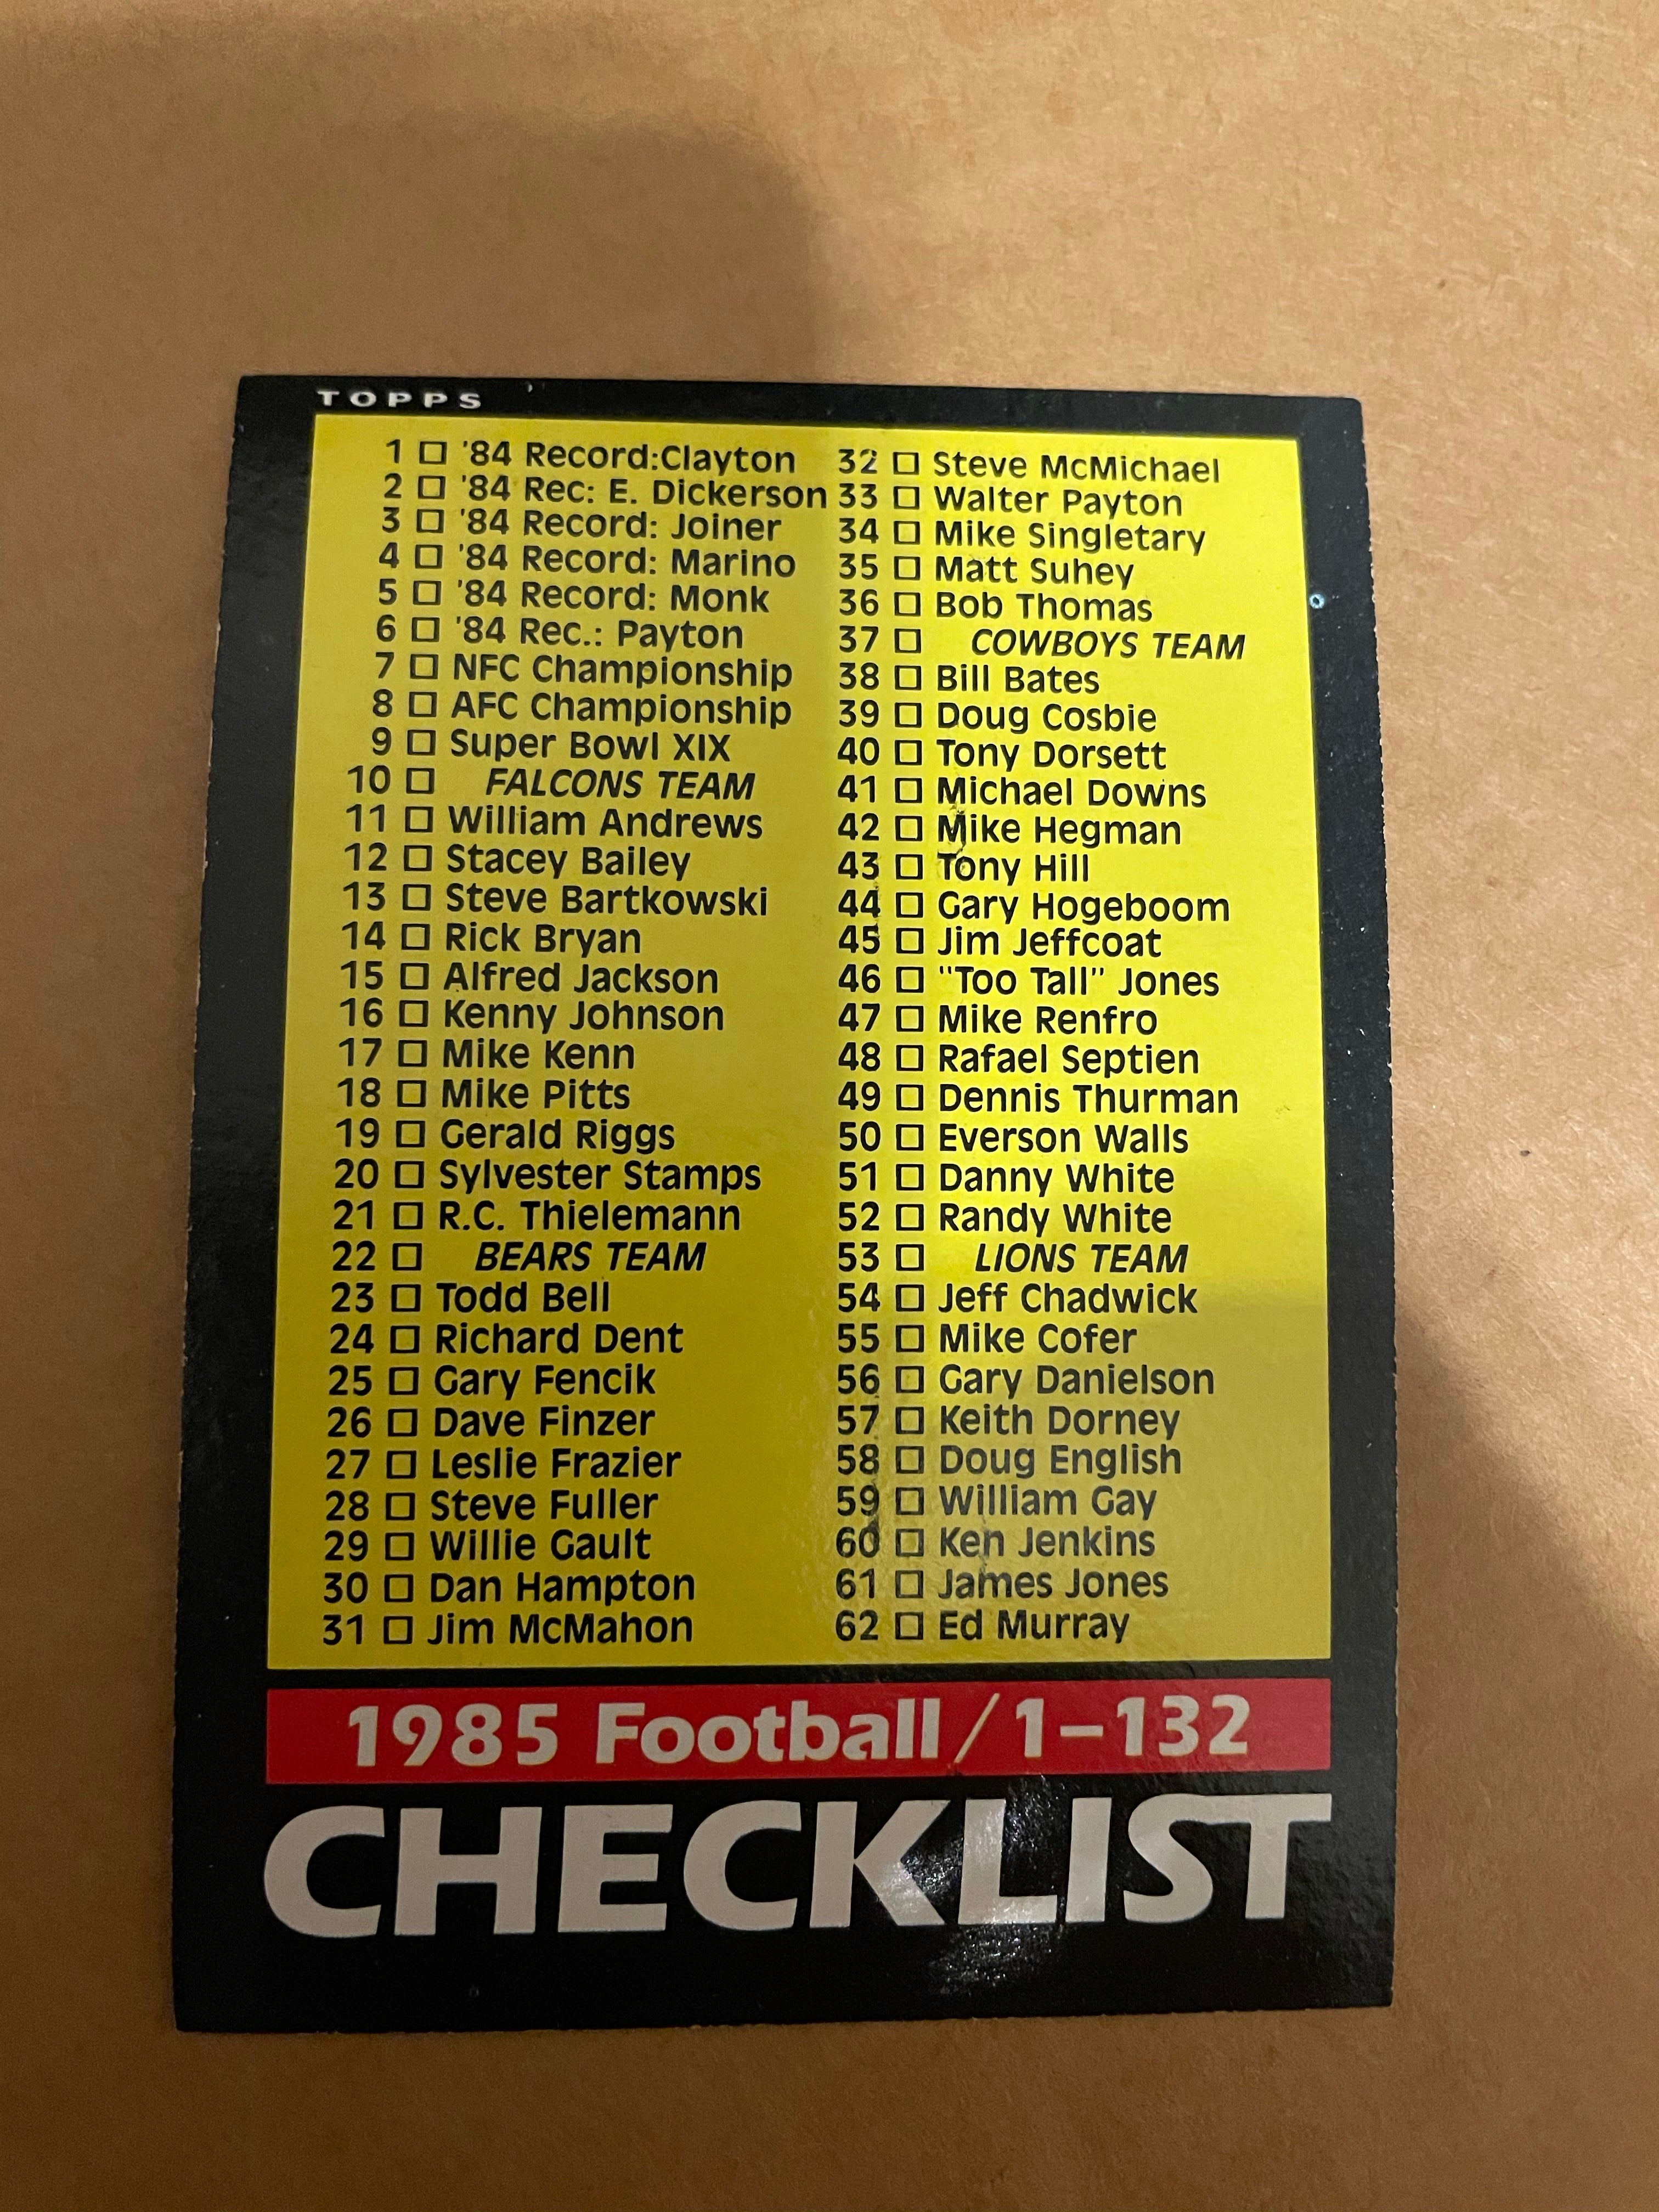 TOPPS
1 □ '84 Record:Clayton
2 □ '84 Rec: E. Dickerson
3 □ '84 Record: Joiner
4 □ '84 Record: Marino
5 □ '84 Record: Monk
6 □ '84 Rec.: Payton
7 □ NFC Championship
8 □ AFC Championship
9 □ Super Bowl XIX
10 □ FALCONS TEAM
11 □ William Andrews
12 □ Stacey Bailey
13 □ Steve Bartkowski
14 □ Rick Bryan
15 □ Alfred Jackson
16 □ Kenny Johnson
17 □ Mike Kenn
18 □ Mike Pitts
19 □ Gerald Riggs
20 □ Sylvester Stamps
21 □ R.C. Thielemann
22 □ BEARS TEAM
23 □ Todd Bell
24 □ Richard Dent
25 □ Gary Fencik
26 □ Dave Finzer
27 □ Leslie Frazier
28 □ Steve Fuller
29 □ Willie Gault
30 □ Dan Hampton
31 □ Jim McMahon
32 □ Steve McMichael
33 □ Walter Payton
34 □ Mike Singletary
35 □ Matt Suhey
36 □ Bob Thomas
37 □ COWBOYS TEAM
38 □ Bill Bates
39 □ Doug Cosbie
40 □ Tony Dorsett
41 □ Michael Downs
42 □ Mike Hegman
43 □ Tony Hill
44 □ Gary Hogeboom
45 □ Jim Jeffcoat
46 □ "Too Tall" Jones
47 □ Mike Renfro
48 □ Rafael Septien
49 □ Dennis Thurman
50 □ Everson Walls
51 □ Danny White
52 □ Randy White
53 □ LIONS TEAM
54 □ Jeff Chadwick
55 □ Mike Cofer
56 □ Gary Danielson
57 □ Keith Dorney
58 □ Doug English
59 □ William Gay
60 □ Ken Jenkins
61 □ James Jones
62 □ Ed Murray
1985 Football/1–132
CHECKLIST